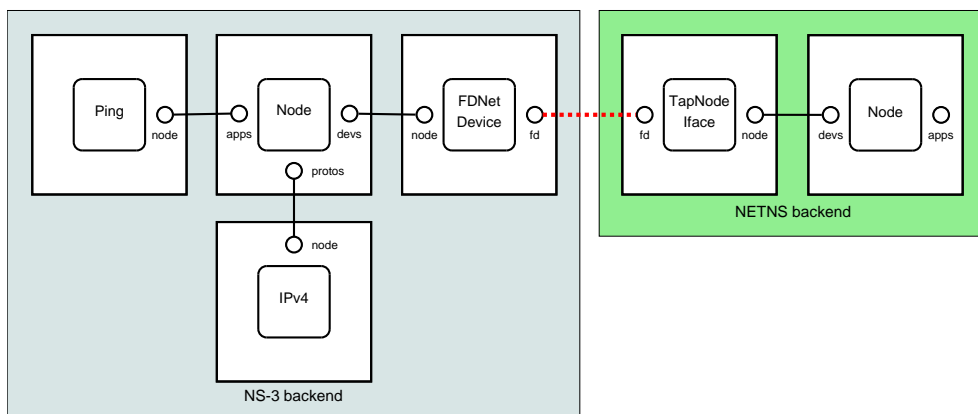 Ping
node
apps
Node
devs
protos
node
FDNet
Device
fd
node
IPv4
NS-3 backend
fd
TapNode
Iface
node
devs
Node
apps
NETNS backend